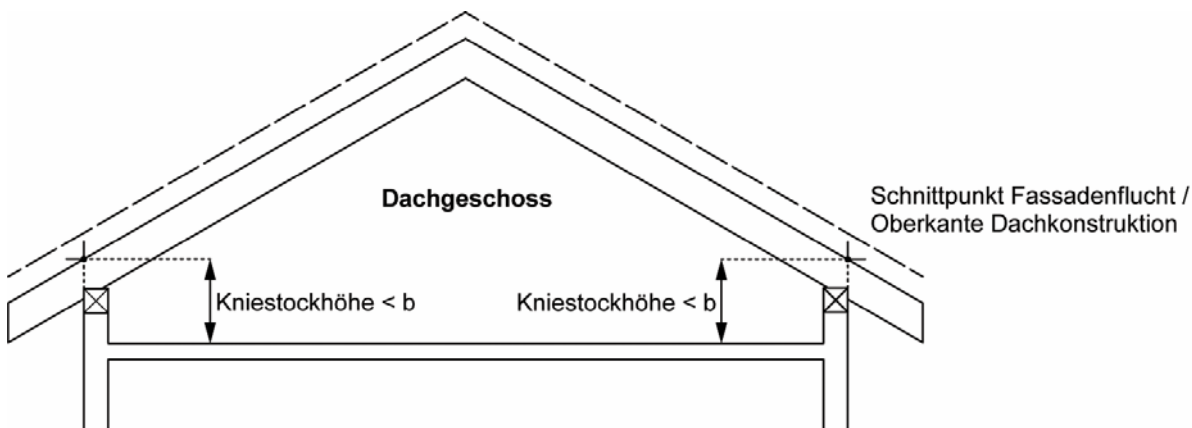 Dachgeschoss
Schnittpunkt Fassadenflucht /
Oberkante Dachkonstruktion
Kniestockhöhe < b
Kniestockhöhe < b